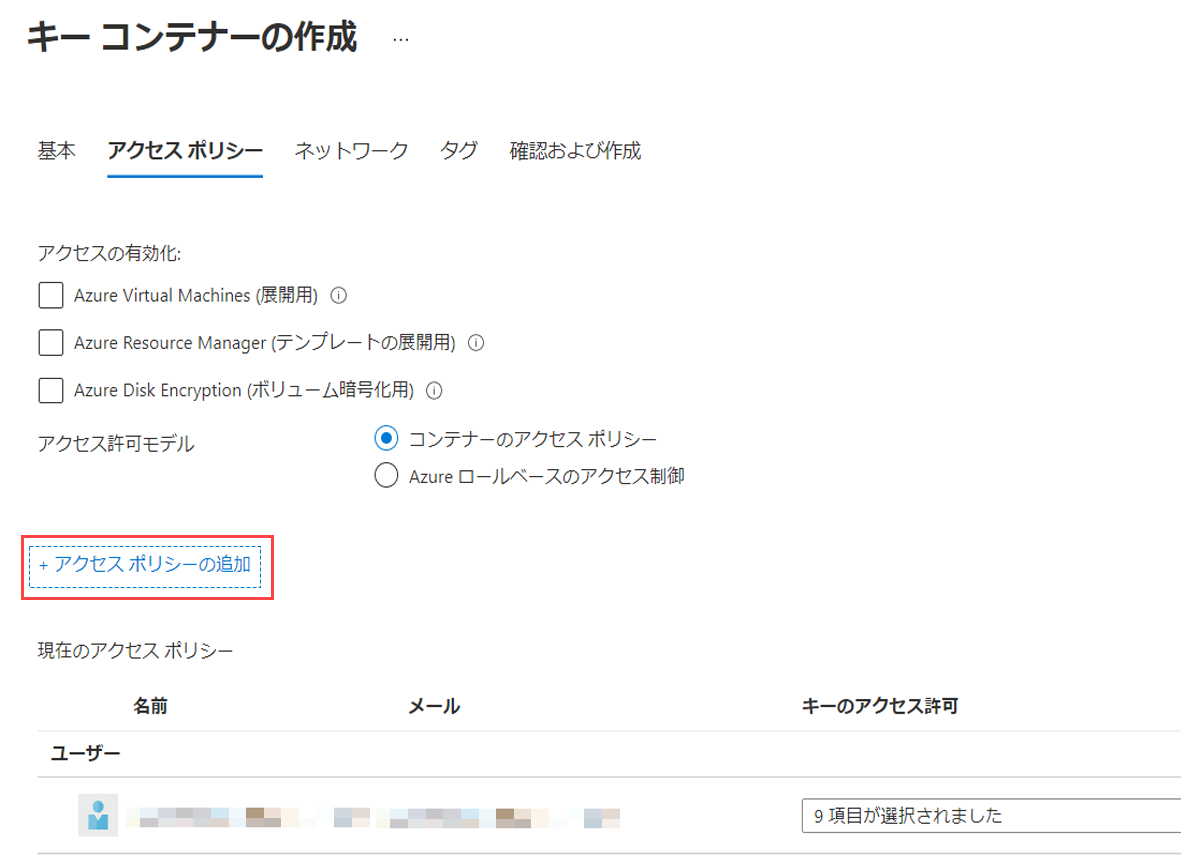 キー コンテナーの作成 ...
基本 アクセス ポリシー ネットワーク タグ 確認および作成
アクセスの有効化:
Azure Virtual Machines (展開用)
Azure Resource Manager (テンプレートの展開用)
Azure Disk Encryption (ボリューム暗号化用)
アクセス許可モデル
コンテナーのアクセス ポリシー
Azure ロールベースのアクセス制御
+ アクセス ポリシーの追加
現在のアクセス ポリシー
名前 メール キーのアクセス許可
ユーザー
9 項目が選択されました